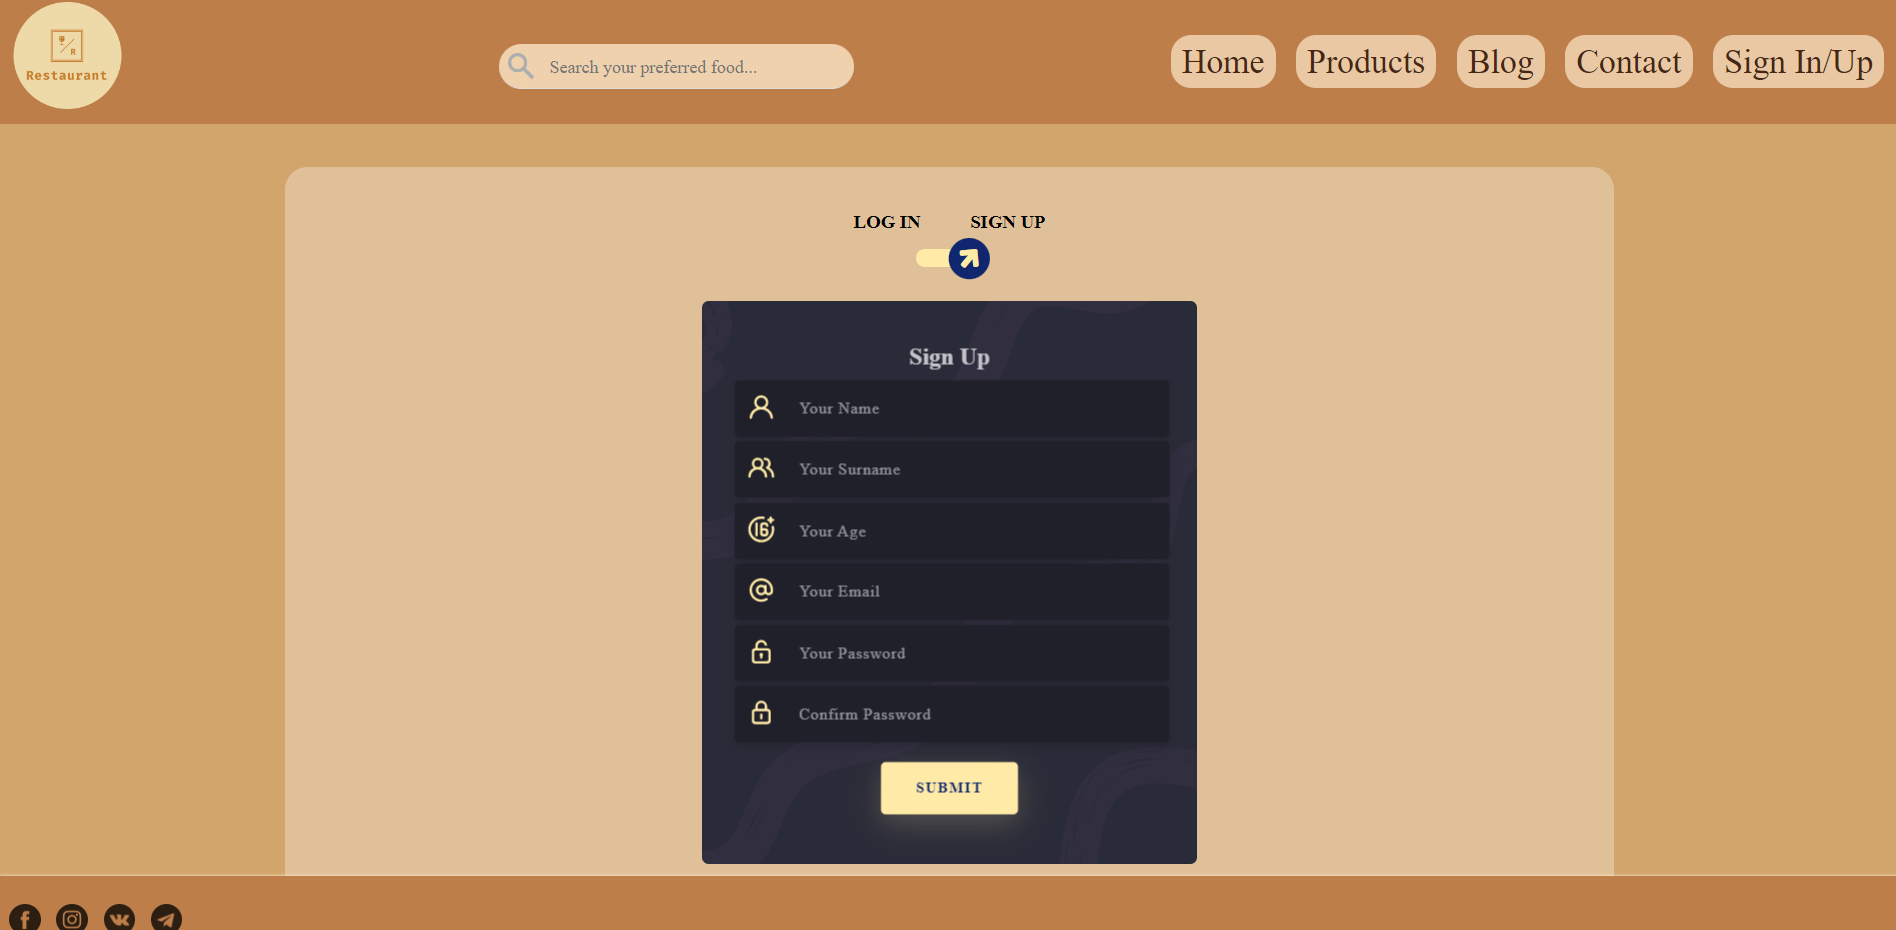 R
Restaurant
Search your preferred food...
Home
Products
Blog
Contact
Sign In/Up
LOG IN
SIGN UP
Sign Up
Your Name
Your Surname
16+
Your Age
@
Your Email
Your Password
Confirm Password
SUBMIT